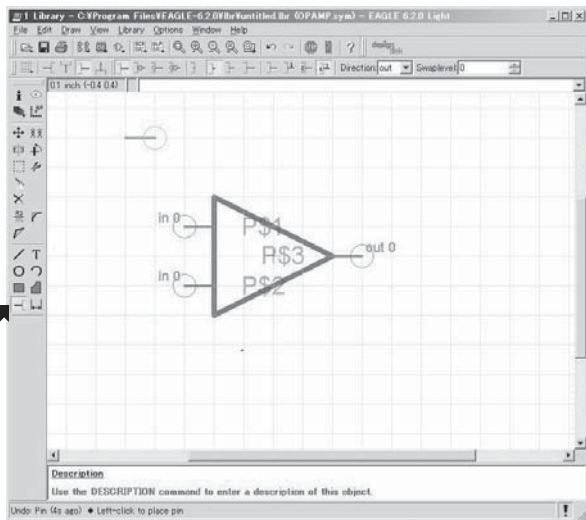 1 Library - C:¥Program Files¥EAGLE-6.2.0¥lbr¥untitled.lbr (OPAMP.sym) - EAGLE 6.2.0 Light
File Edit Draw View Library Options Window Help
Direction: out Swaplevel: 0
0.1 inch (-0.4 0.4)
in 0
P$1
P$3
out 0
in 0
P$2
Description
Use the DESCRIPTION command to enter a description of this object.
Undo: Pin (4s ago) ♦ Left-click to place pin